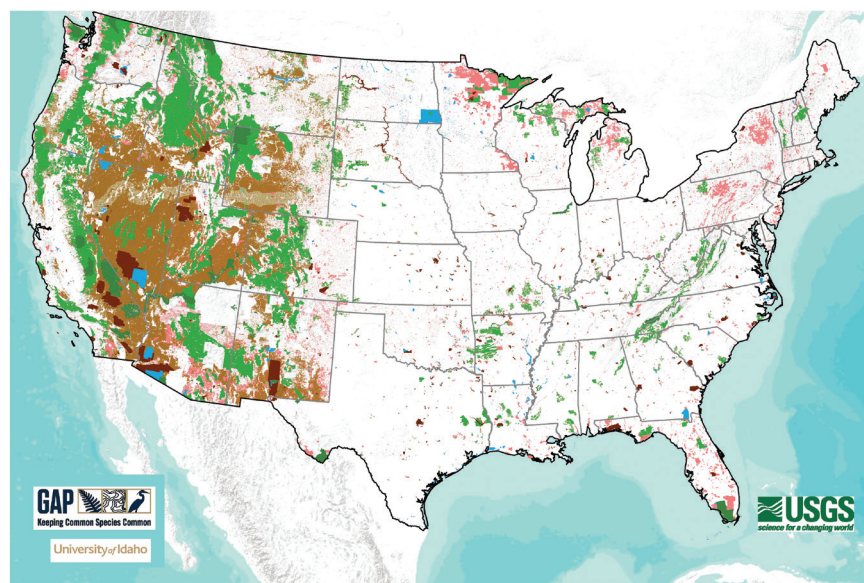 GAP
Keeping Common Species Common
University of Idaho
USGS
science for a changing world